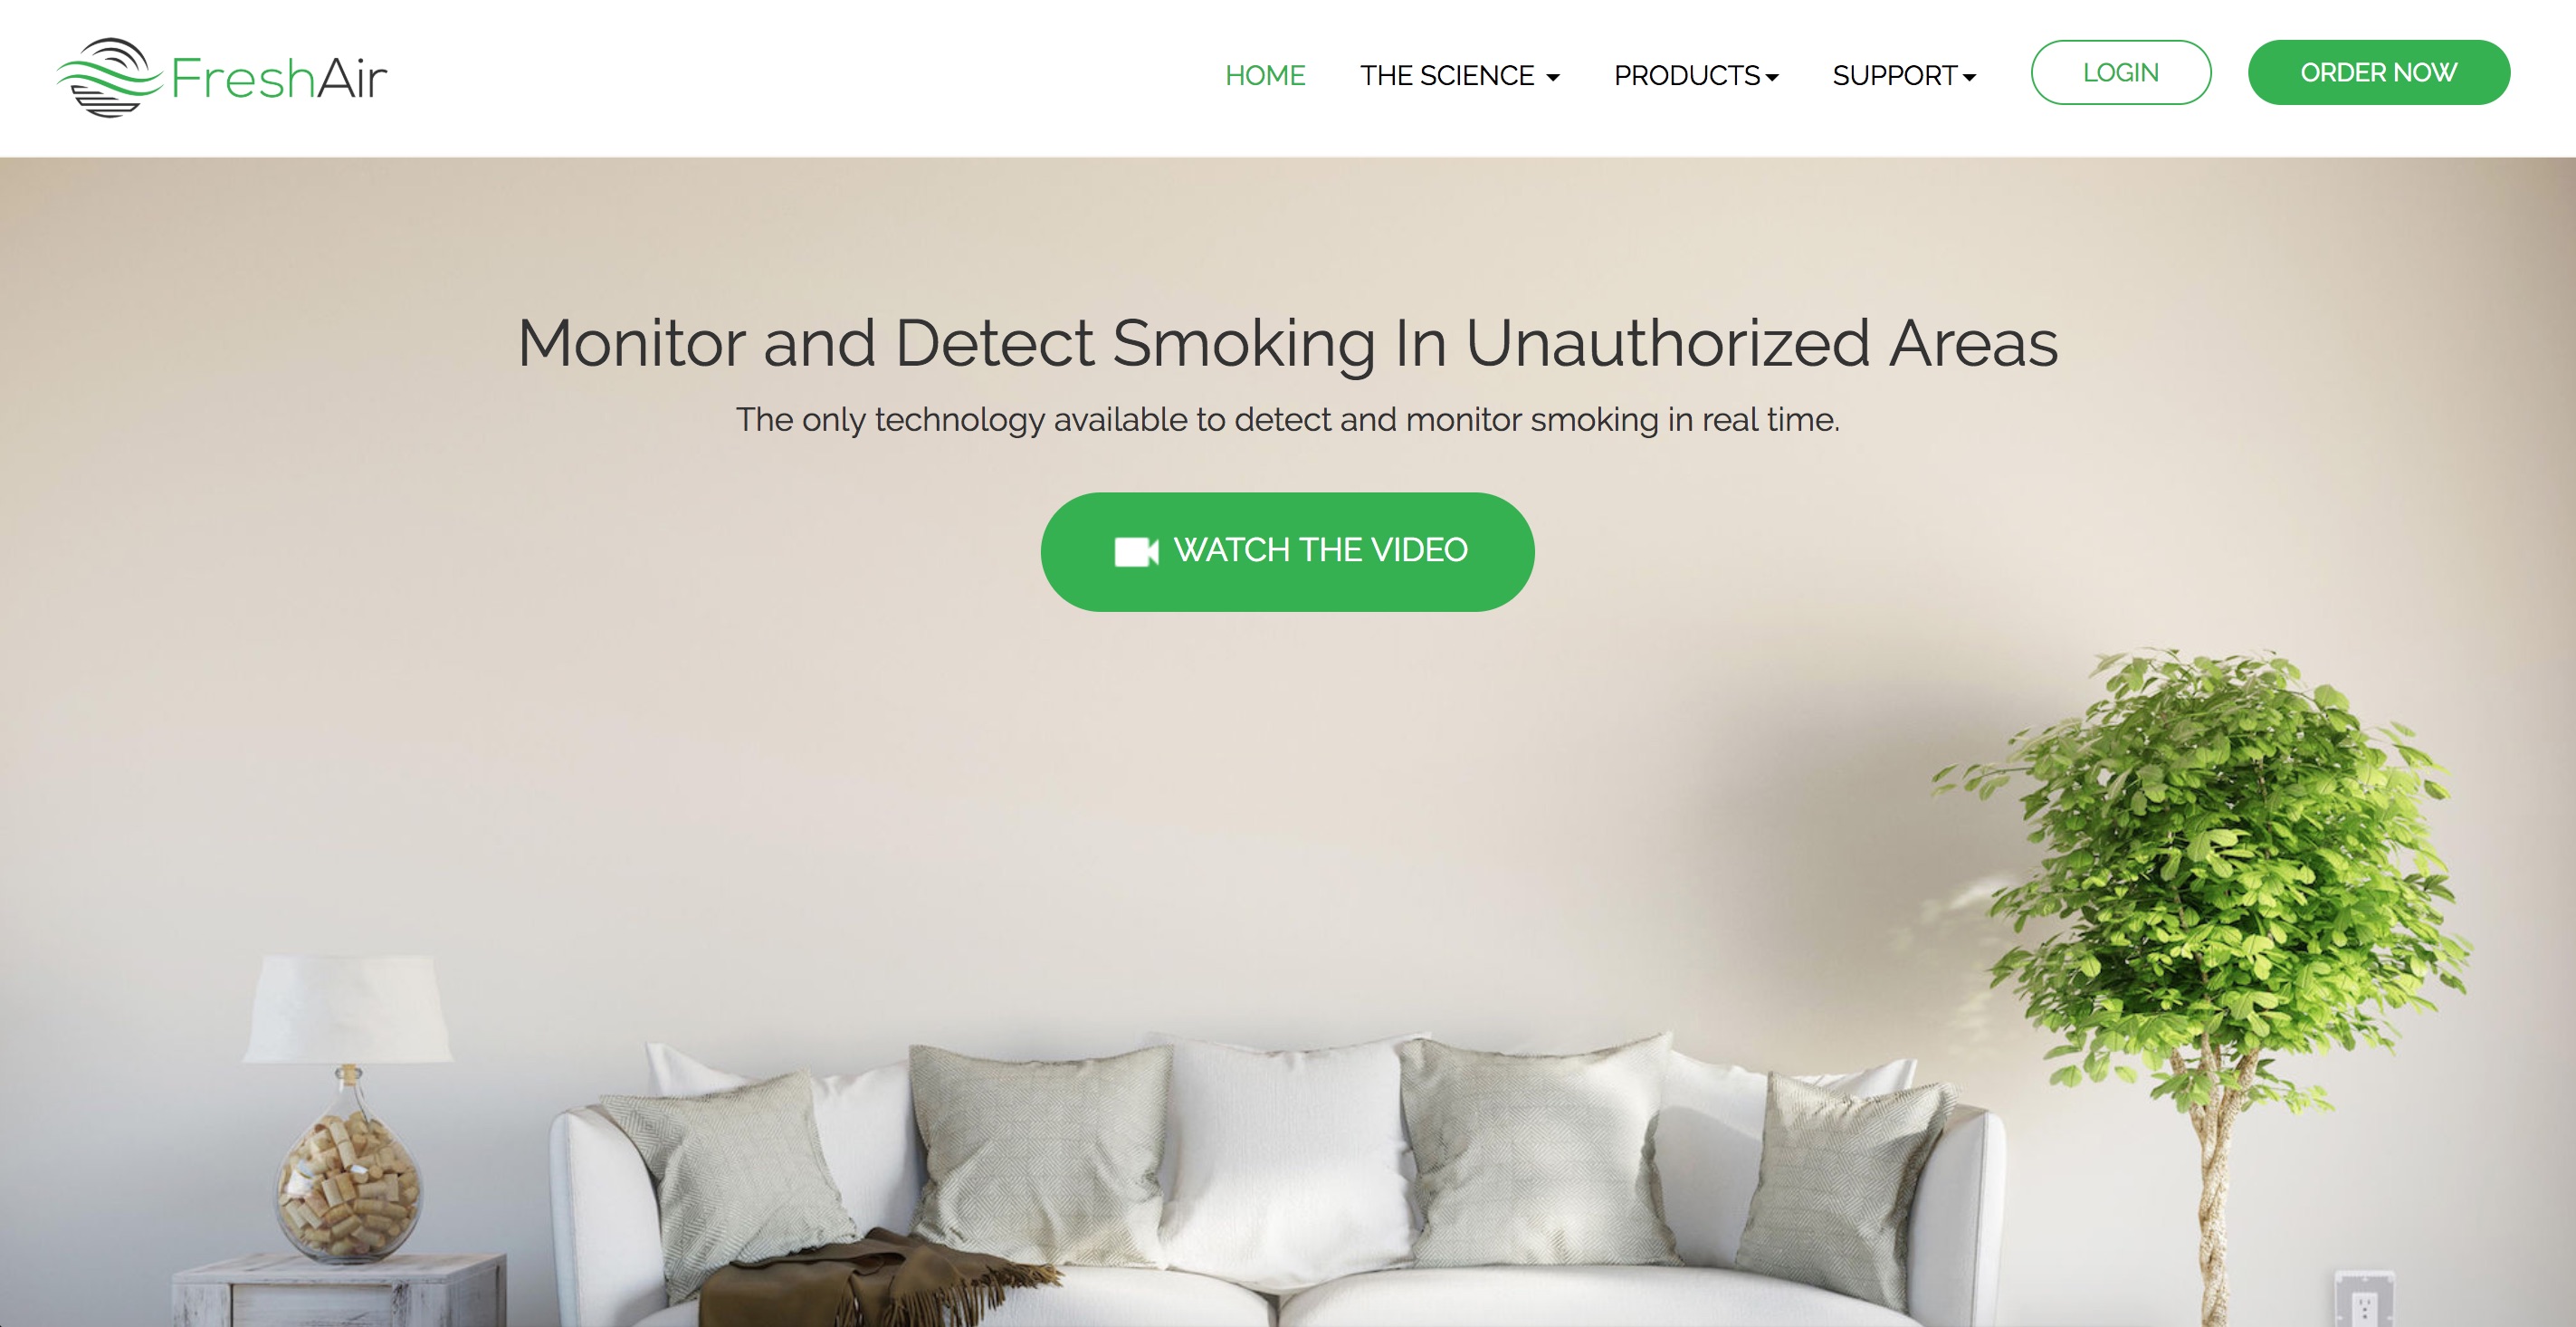 FreshAir
HOME THE SCIENCE PRODUCTS SUPPORT LOGIN ORDER NOW
Monitor and Detect Smoking In Unauthorized Areas
The only technology available to detect and monitor smoking in real time.
WATCH THE VIDEO